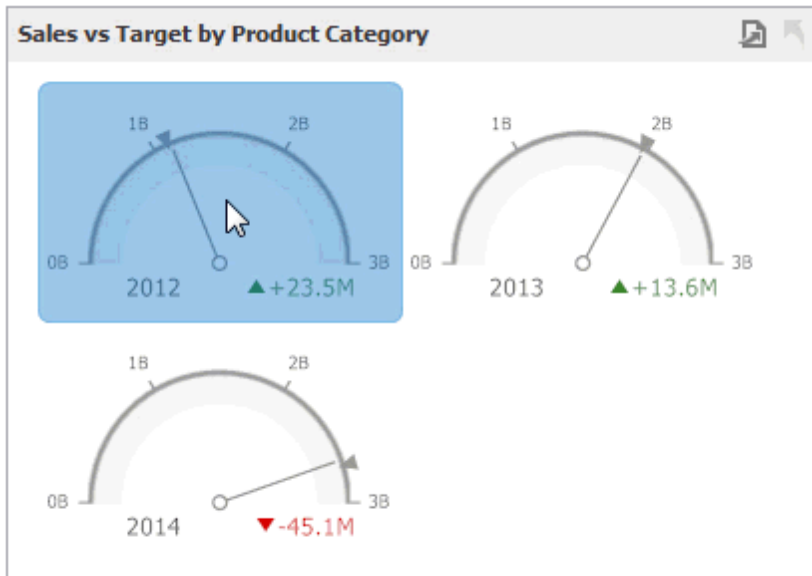 Sales vs Target by Product Category
1B 2B
0B 3B
2012 ▲+23.5M
1B 2B
0B 3B
2013 ▲+13.6M
1B 2B
0B 3B
2014 ▼-45.1M